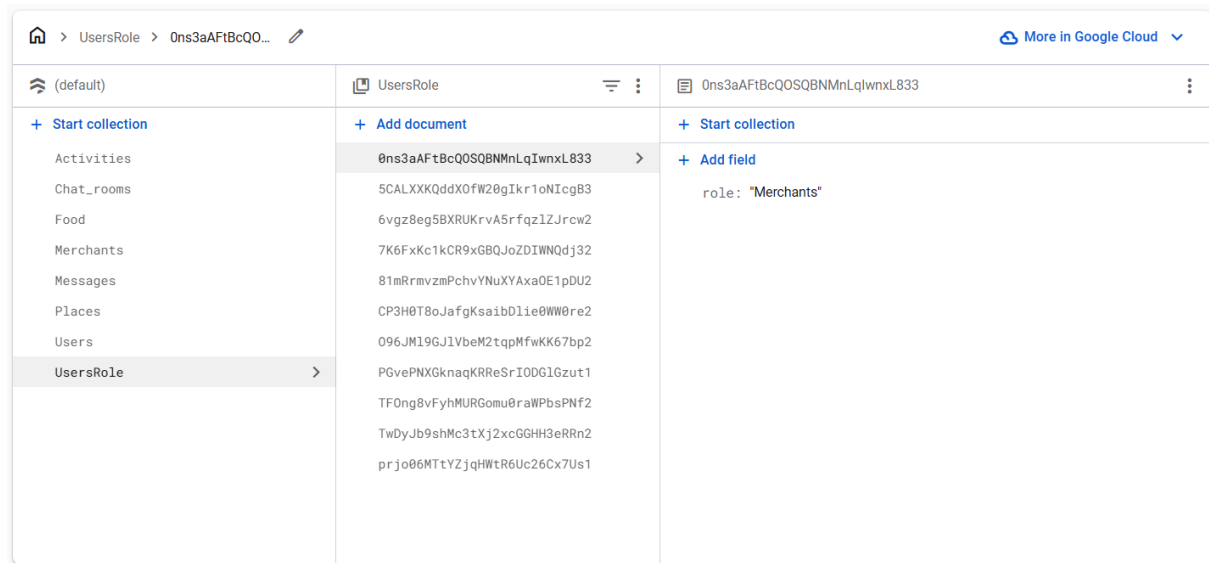 UsersRole > 0ns3aAFtBcQO...
More in Google Cloud
(default)
UsersRole
0ns3aAFtBcQOSQBNMnLqIwnxL833
+ Start collection
+ Add document
+ Start collection
Activities
Chat_rooms
Food
Merchants
Messages
Places
Users
UsersRole
0ns3aAFtBcQOSQBNMnLqIwnxL833
5CALXXKQddXOfW20gIkr1oNIcgB3
6vgz8eg5BXRUKrvA5rfqzlZJrcw2
7K6FxKc1kCR9xGBQJoZDIWNQdj32
81mRrmvzmPchvYNuXYAxaOE1pDU2
CP3H0T8oJafgKsaibDlie0WW0re2
O96JMl9GJlVbeM2tqpMfwKK67bp2
PGvePNXGknaqKRReSrIODGlGzut1
TFOng8vFyhMURGomu0raWPbsPNf2
TwDyJb9shMc3tXj2xcGGHH3eRRn2
prjo06MTtYZjqHWtR6Uc26Cx7Us1
+ Add field
role: "Merchants"